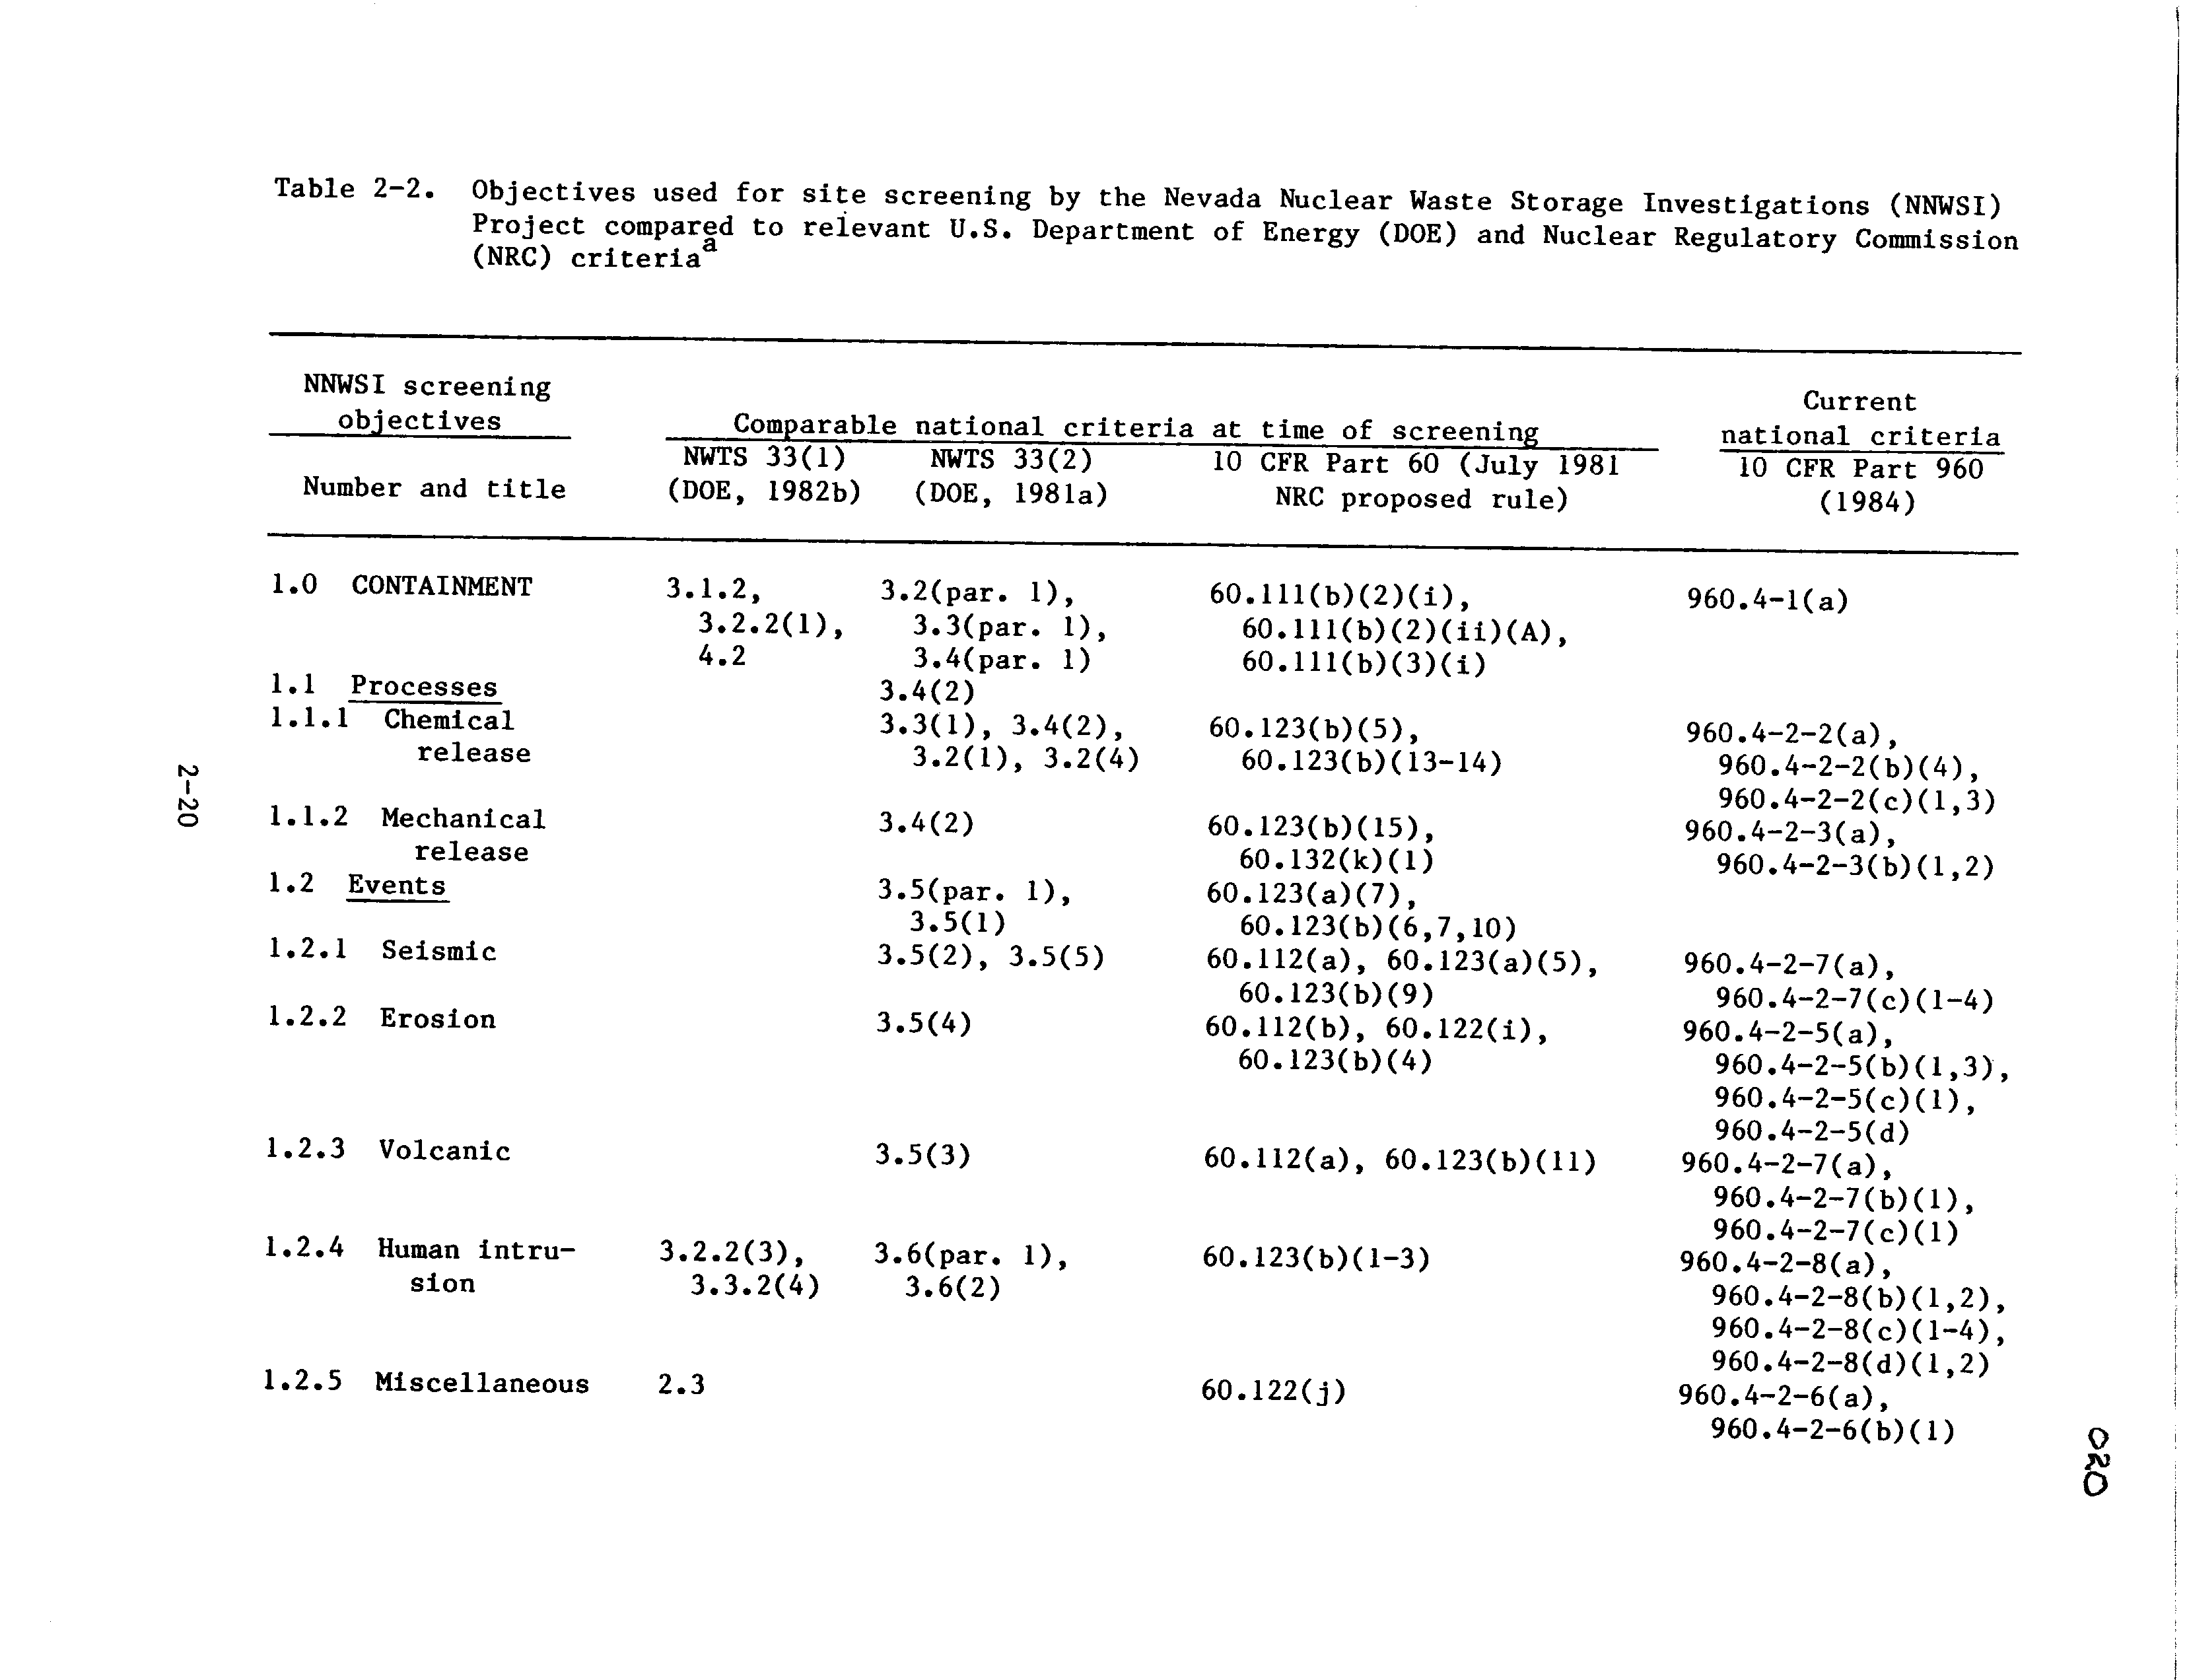 Table 2-2. Objectives used for site screening by the Nevada Nuclear Waste Storage Investigations (NNWSI)
Project compared to relevant U.S. Department of Energy (DOE) and Nuclear Regulatory Commission
(NRC) criteriaa
NNWSI screening
objectives
Comparable national criteria at time of screening
Current
national criteria
Number and title
NWTS 33(1)
(DOE, 1982b)
NWTS 33(2)
(DOE, 1981a)
10 CFR Part 60 (July 1981
NRC proposed rule)
10 CFR Part 960
(1984)
1.0 CONTAINMENT 3.1.2, 3.2(par. 1), 60.111(b)(2)(i), 960.4-1(a)
3.2.2(1), 3.3(par. 1), 60.111(b)(2)(ii)(A),
4.2 3.4(par. 1) 60.111(b)(3)(i)
1.1 Processes 3.4(2)
1.1.1 Chemical 3.3(1), 3.4(2), 60.123(b)(5), 960.4-2-2(a),
release 3.2(1), 3.2(4) 60.123(b)(13-14) 960.4-2-2(b)(4),
960.4-2-2(c)(1,3)
1.1.2 Mechanical 3.4(2) 60.123(b)(15), 960.4-2-3(a),
release 60.132(k)(1) 960.4-2-3(b)(1,2)
1.2 Events 3.5(par. 1), 60.123(a)(7),
3.5(1) 60.123(b)(6,7,10)
1.2.1 Seismic 3.5(2), 3.5(5) 60.112(a), 60.123(a)(5), 960.4-2-7(a),
60.123(b)(9) 960.4-2-7(c)(1-4)
1.2.2 Erosion 3.5(4) 60.112(b), 60.122(i), 960.4-2-5(a),
60.123(b)(4) 960.4-2-5(b)(1,3),
960.4-2-5(c)(1),
960.4-2-5(d)
1.2.3 Volcanic 3.5(3) 60.112(a), 60.123(b)(11) 960.4-2-7(a),
960.4-2-7(b)(1),
960.4-2-7(c)(1)
1.2.4 Human intru- 3.2.2(3), 3.6(par. 1), 60.123(b)(1-3) 960.4-2-8(a),
sion 3.3.2(4) 3.6(2) 960.4-2-8(b)(1,2),
960.4-2-8(c)(1-4),
960.4-2-8(d)(1,2)
1.2.5 Miscellaneous 2.3 60.122(j) 960.4-2-6(a),
960.4-2-6(b)(1)
2-20
020